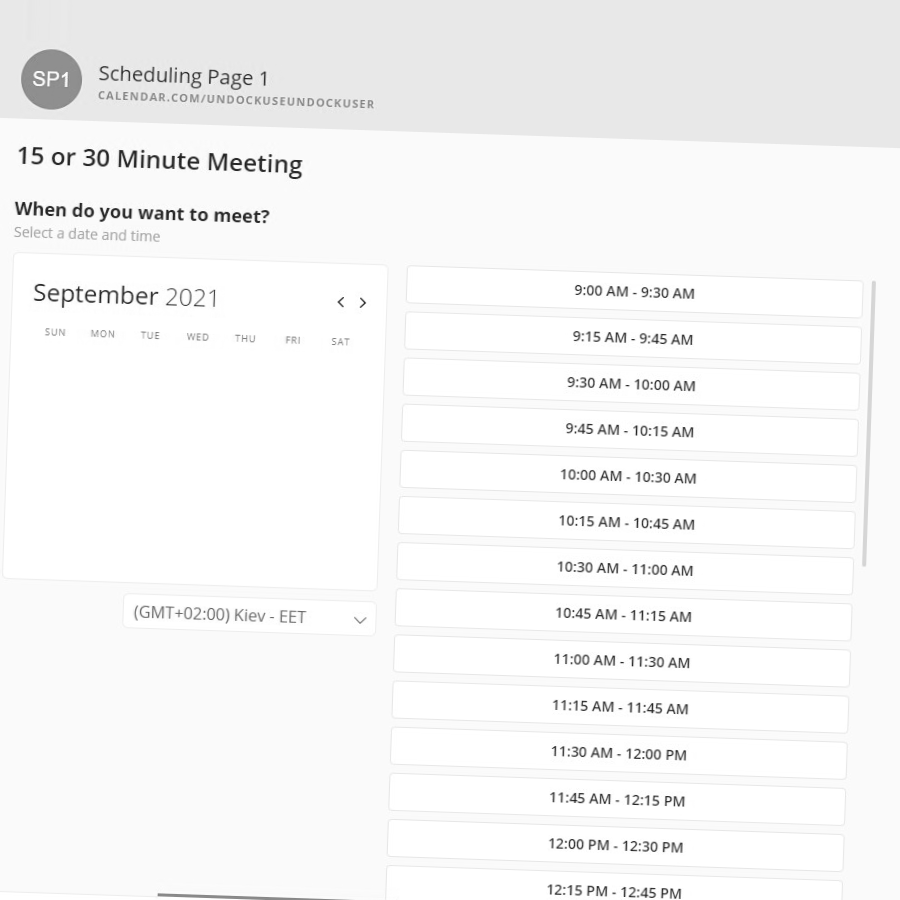 SP1
Scheduling Page 1
CALENDAR.COM/UNDOCKUSEUNDOCKUSER
15 or 30 Minute Meeting
When do you want to meet?
Select a date and time
September 2021
SUN MON TUE WED THU FRI SAT
(GMT+02:00) Kiev - EET
9:00 AM - 9:30 AM
9:15 AM - 9:45 AM
9:30 AM - 10:00 AM
9:45 AM - 10:15 AM
10:00 AM - 10:30 AM
10:15 AM - 10:45 AM
10:30 AM - 11:00 AM
10:45 AM - 11:15 AM
11:00 AM - 11:30 AM
11:15 AM - 11:45 AM
11:30 AM - 12:00 PM
11:45 AM - 12:15 PM
12:00 PM - 12:30 PM
12:15 PM - 12:45 PM